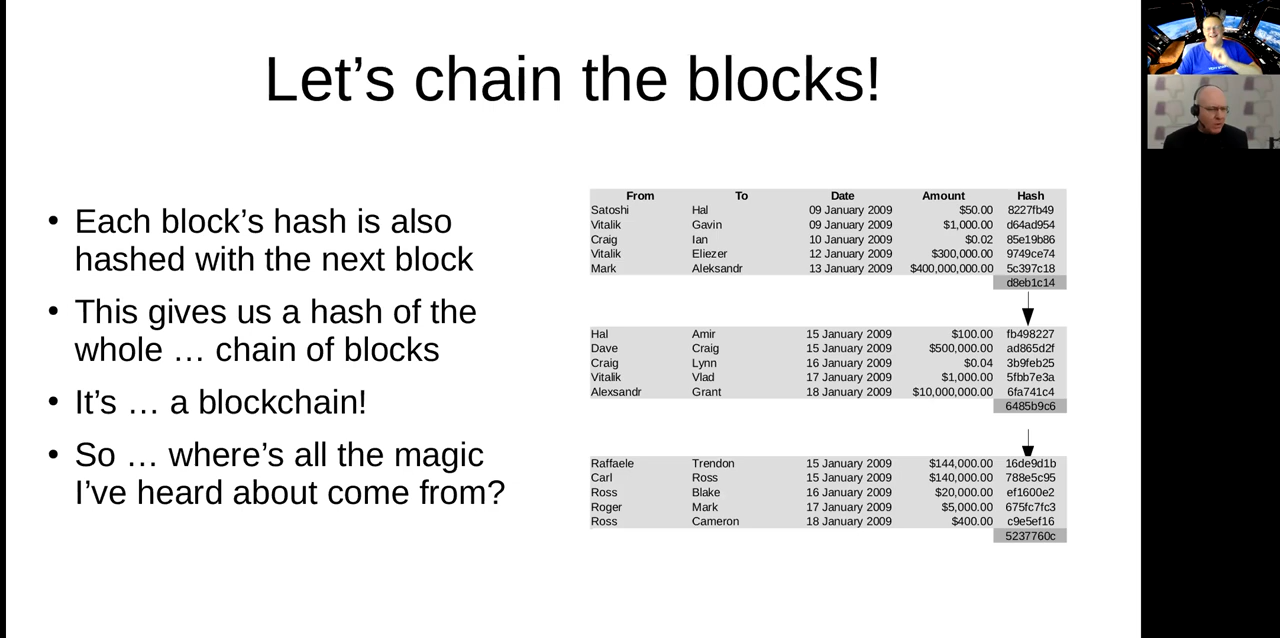 Let’s chain the blocks!
• Each block’s hash is also
hashed with the next block
• This gives us a hash of the
whole … chain of blocks
• It’s … a blockchain!
• So … where’s all the magic
I’ve heard about come from?
From To Date Amount Hash
Satoshi Hal 09 January 2009 $50.00 8227fb49
Vitalik Gavin 09 January 2009 $1,000.00 d64ad954
Craig Ian 10 January 2009 $0.02 85e19b86
Vitalik Eliezer 12 January 2009 $300,000.00 9749ce74
Mark Aleksandr 13 January 2009 $400,000,000.00 5c397c18
d8eb1c14
Hal Amir 15 January 2009 $100.00 fb498227
Dave Craig 15 January 2009 $500,000.00 ad865d2f
Craig Lynn 16 January 2009 $0.04 3b9feb25
Vitalik Vlad 17 January 2009 $1,000.00 5fbb7e3a
Alexsandr Grant 18 January 2009 $10,000,000.00 6fa741c4
6485b9c6
Raffaele Trendon 15 January 2009 $144,000.00 16de9d1b
Carl Ross 15 January 2009 $140,000.00 788e5c95
Ross Blake 16 January 2009 $20,000.00 ef1600e2
Roger Mark 17 January 2009 $5,000.00 675fc7fc3
Ross Cameron 18 January 2009 $400.00 c9e5ef16
5237760c